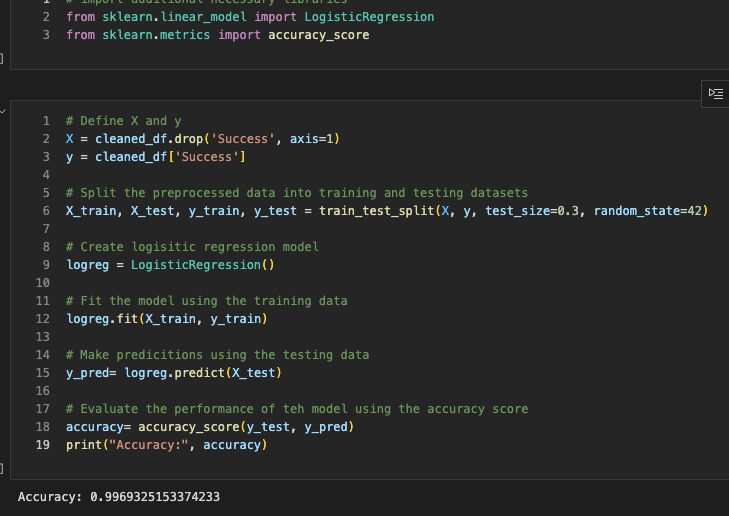 1 # import additional necessary libraries
2 from sklearn.linear_model import LogisticRegression
3 from sklearn.metrics import accuracy_score
1 # Define X and y
2 X = cleaned_df.drop('Success', axis=1)
3 y = cleaned_df['Success']
4
5 # Split the preprocessed data into training and testing datasets
6 X_train, X_test, y_train, y_test = train_test_split(X, y, test_size=0.3, random_state=42)
7
8 # Create logisitic regression model
9 logreg = LogisticRegression()
10
11 # Fit the model using the training data
12 logreg.fit(X_train, y_train)
13
14 # Make predicitions using the testing data
15 y_pred= logreg.predict(X_test)
16
17 # Evaluate the performance of teh model using the accuracy score
18 accuracy= accuracy_score(y_test, y_pred)
19 print("Accuracy:", accuracy)
Accuracy: 0.9969325153374233